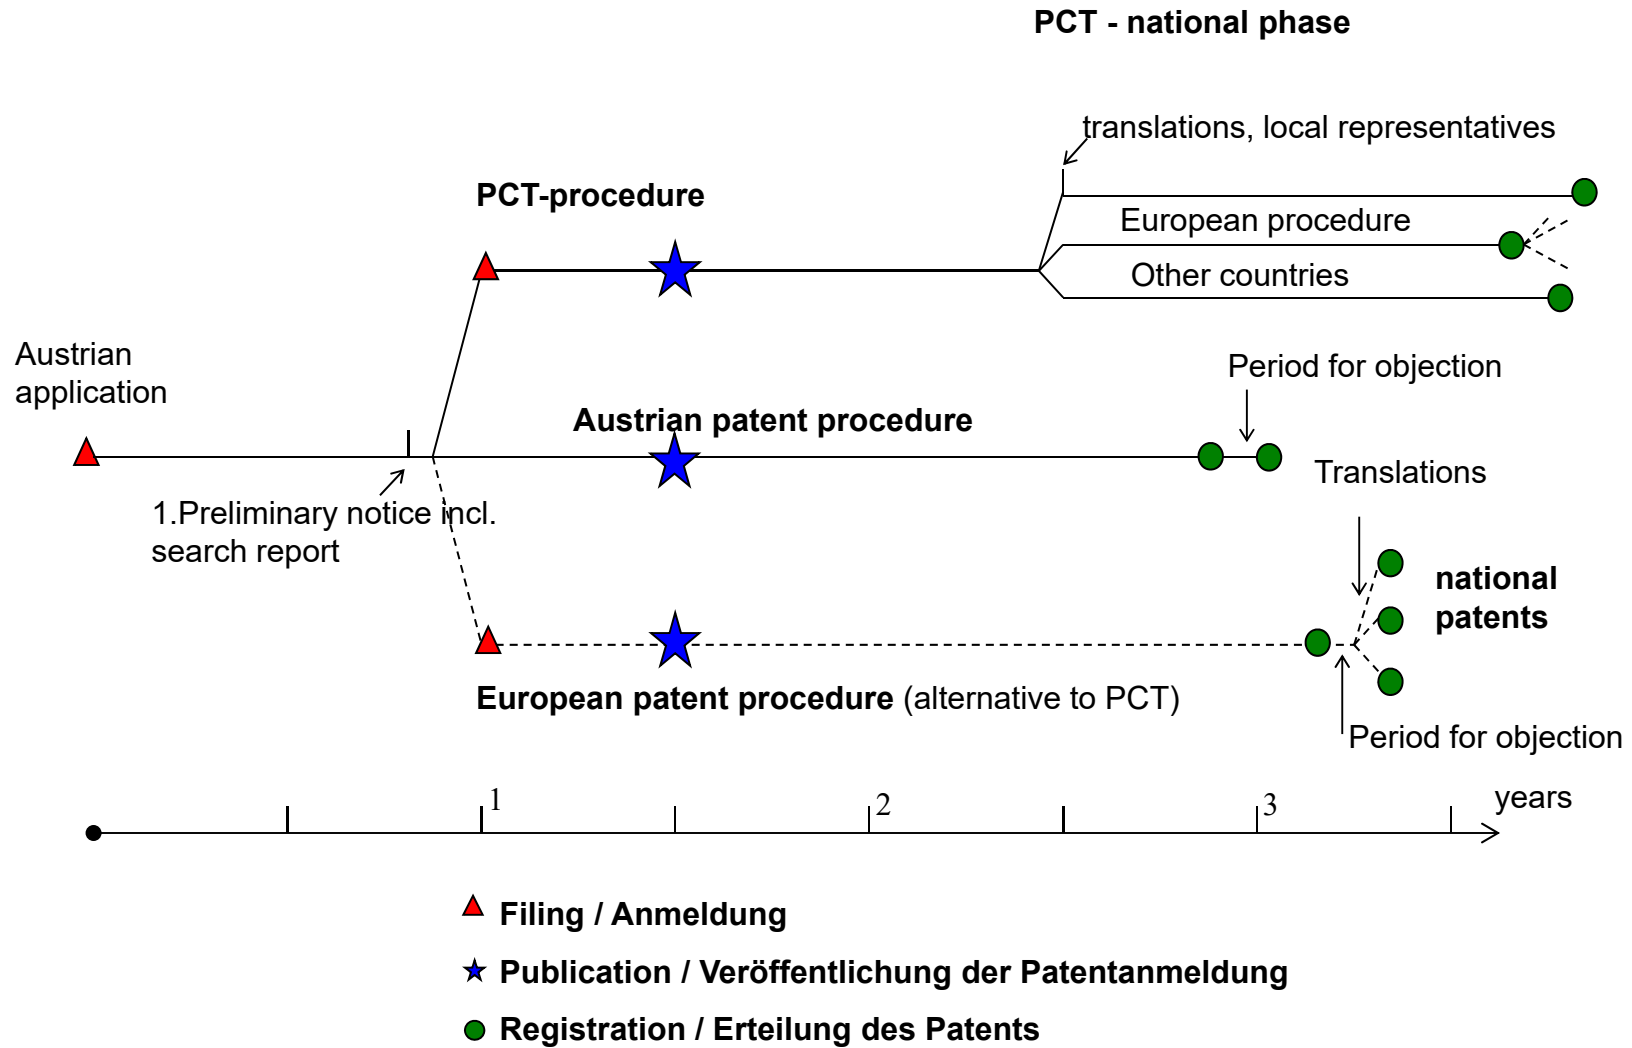 PCT - national phase
translations, local representatives
PCT-procedure
European procedure
Other countries
Austrian
application
Period for objection
Austrian patent procedure
Translations
1.Preliminary notice incl.
search report
national
patents
European patent procedure (alternative to PCT)
Period for objection
years
1
2
3
Filing / Anmeldung
Publication / Veröffentlichung der Patentanmeldung
Registration / Erteilung des Patents